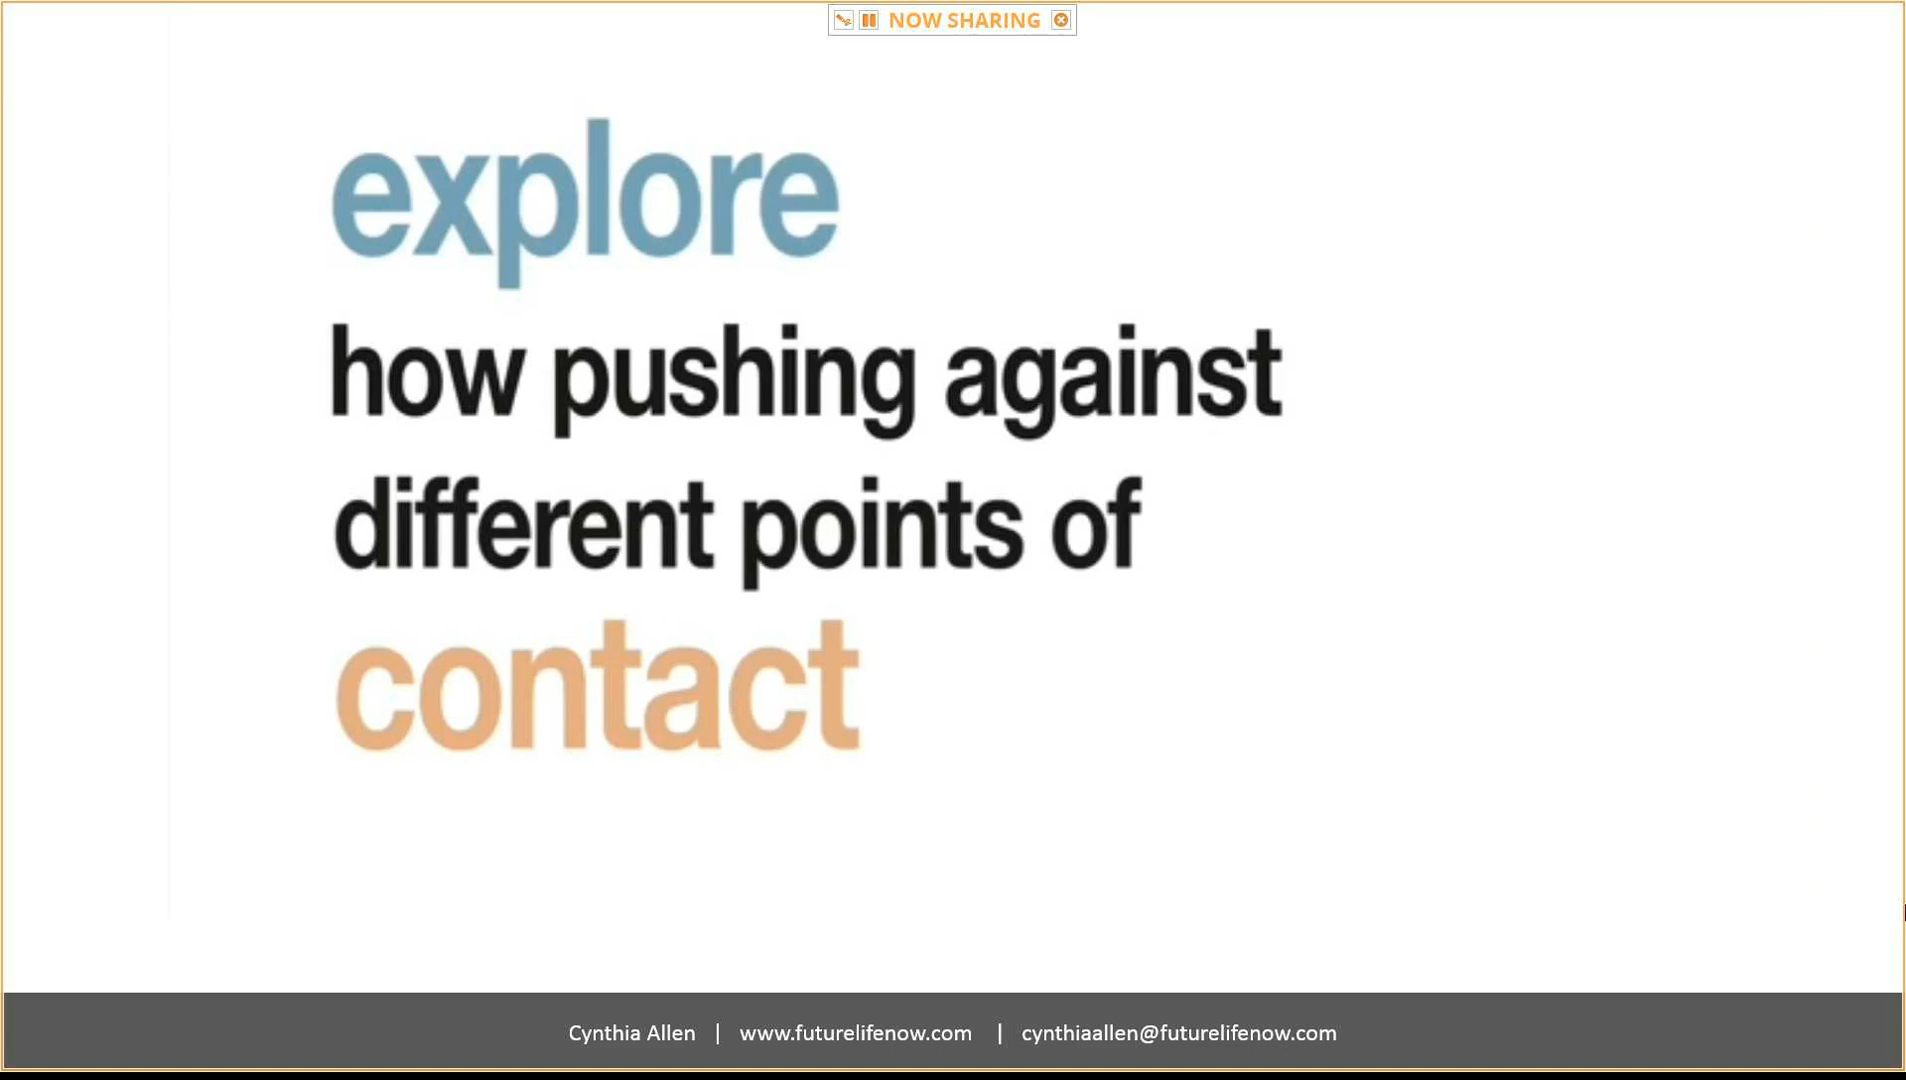 NOW SHARING
explore
how pushing against
different points of
contact
Cynthia Allen | www.futurelifenow.com | cynthiaallen@futurelifenow.com